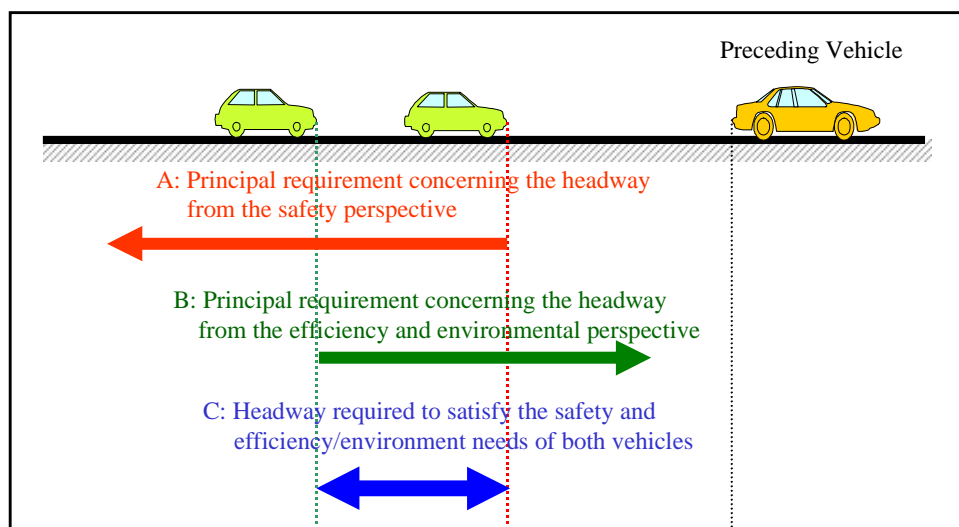 Preceding Vehicle
A: Principal requirement concerning the headway
from the safety perspective
B: Principal requirement concerning the headway
from the efficiency and environmental perspective
C: Headway required to satisfy the safety and
efficiency/environment needs of both vehicles